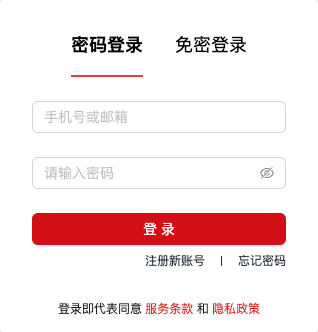 密码登录 免密登录
手机号或邮箱
请输入密码
登 录
注册新账号 | 忘记密码
登录即代表同意 服务条款 和 隐私政策